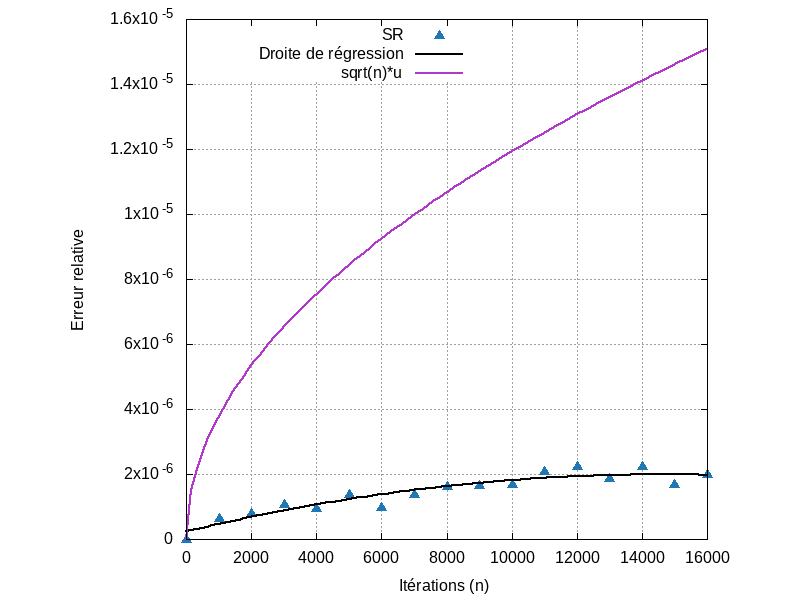 SR
Droite de régression
sqrt(n)*u
1.6x10 -5
1.4x10 -5
1.2x10 -5
1x10 -5
8x10 -6
6x10 -6
4x10 -6
2x10 -6
0
Erreur relative
0 2000 4000 6000 8000 10000 12000 14000 16000
Itérations (n)